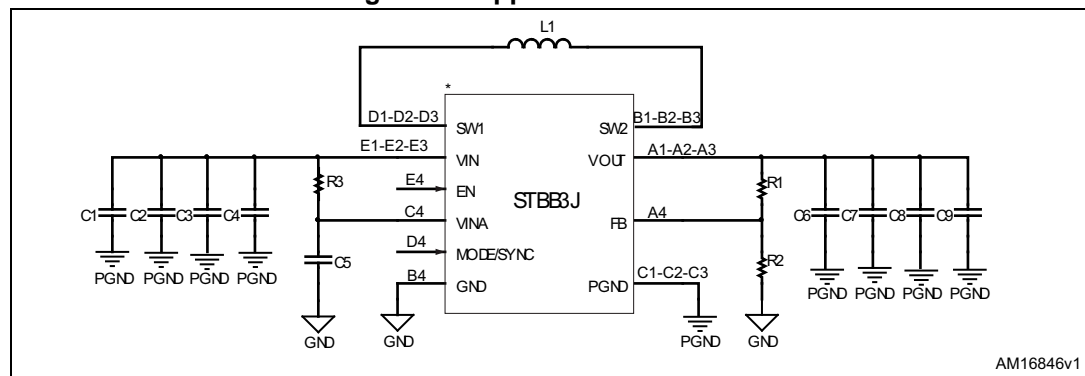 L1
*
D1-D2-D3
SW1
B1-B2-B3
SW2
E1-E2-E3
VIN
A1-A2-A3
VOUT
R3
R1
E4
EN
STBB3J
C1
C2
C3
C4
C4
VINA
A4
FB
C6
C7
C8
C9
D4
MODE/SYNC
C5
R2
PGND
PGND
PGND
PGND
B4
GND
C1-C2-C3
PGND
PGND
PGND
PGND
PGND
GND
GND
PGND
GND
AM16846v1